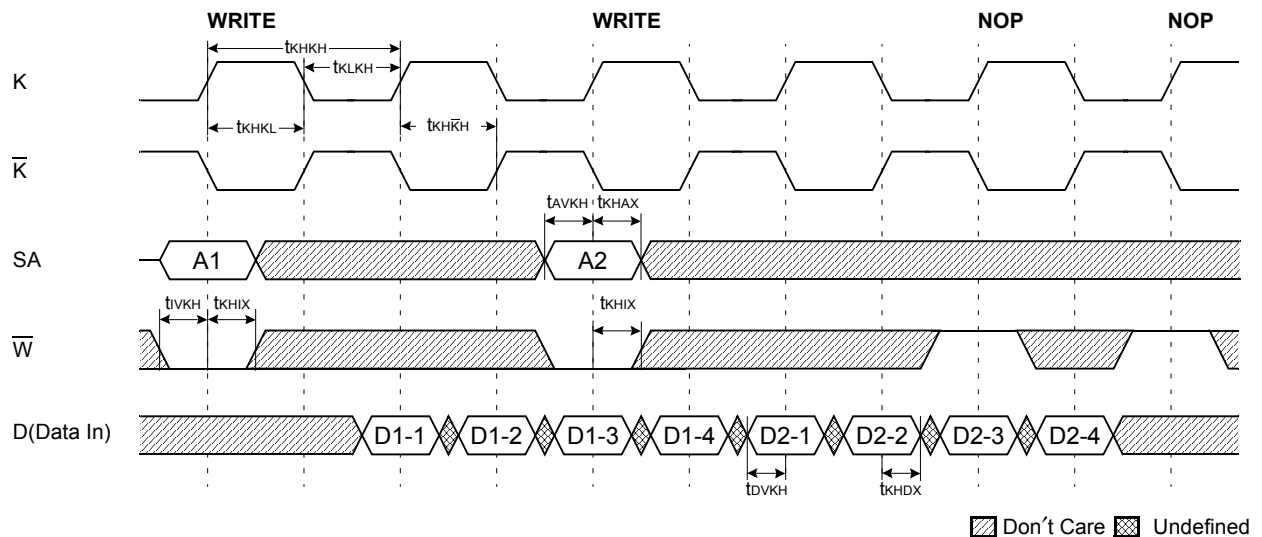 WRITE WRITE NOP NOP
tKHKH
tKLKH
K
tKHKL tKHK̅H
K̅
tAVKH tKHAX
SA A1 A2
tIVKH tKHIX tKHIX
W̅
D(Data In) D1-1 D1-2 D1-3 D1-4 D2-1 D2-2 D2-3 D2-4
tDVKH tKHDX
Don′t Care Undefined